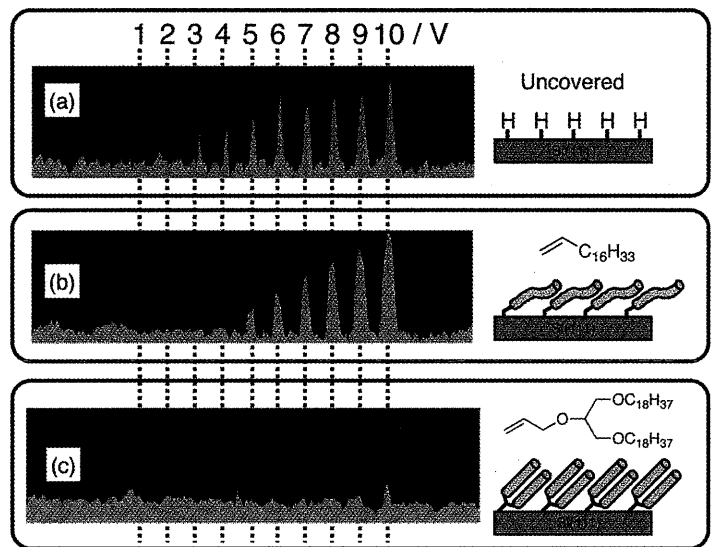 1 2 3 4 5 6 7 8 9 10 / V
(a)
Uncovered
H H H H H
(b)
C16H33
(c)
OC18H37
O
OC18H37